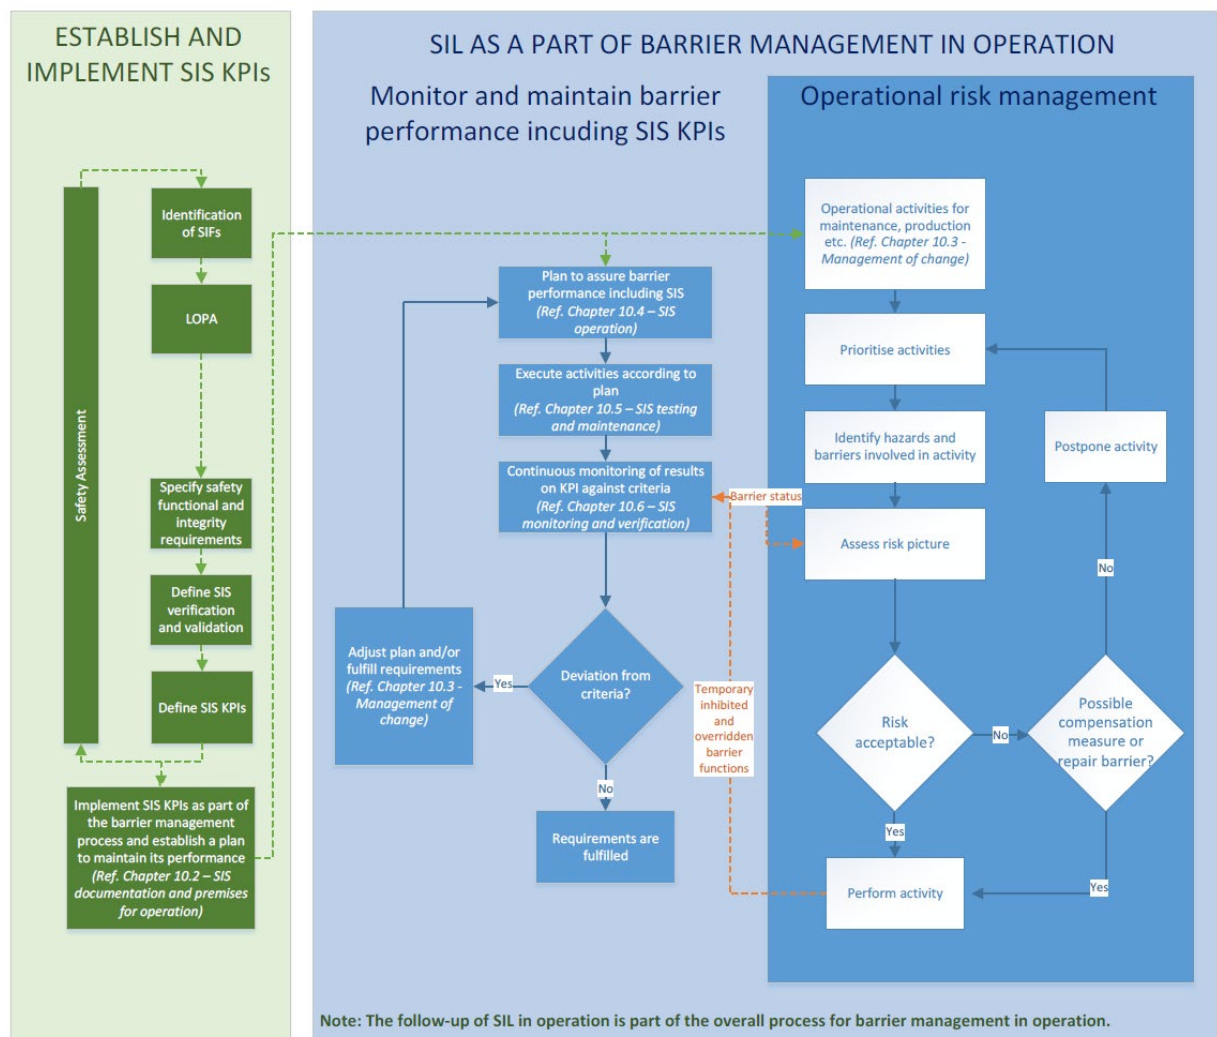 ESTABLISH AND
IMPLEMENT SIS KPIs
Safety Assessment
Identification
of SIFs
LOPA
Specify safety
functional and
integrity
requirements
Define SIS
verification
and validation
Define SIS KPIs
Implement SIS KPIs as part of
the barrier management
process and establish a plan
to maintain its performance
(Ref. Chapter 10.2 – SIS
documentation and premises
for operation)
SIL AS A PART OF BARRIER MANAGEMENT IN OPERATION
Monitor and maintain barrier
performance incuding SIS KPIs
Plan to assure barrier
performance including SIS
(Ref. Chapter 10.4 – SIS
operation)
Execute activities according to
plan
(Ref. Chapter 10.5 – SIS testing
and maintenance)
Continuous monitoring of results
on KPI against criteria
(Ref. Chapter 10.6 – SIS
monitoring and verification)
Deviation from
criteria?
Yes
Adjust plan and/or
fulfill requirements
(Ref. Chapter 10.3 -
Management of
change)
No
Requirements are
fulfilled
Barrier status
Temporary
inhibited
and
overridden
barrier
functions
Operational risk management
Operational activities for
maintenance, production
etc. (Ref. Chapter 10.3 -
Management of change)
Prioritise activities
Identify hazards and
barriers involved in activity
Assess risk picture
Risk
acceptable?
No
Possible
compensation
measure or
repair barrier?
No
Postpone activity
Yes
Yes
Perform activity
Note: The follow-up of SIL in operation is part of the overall process for barrier management in operation.